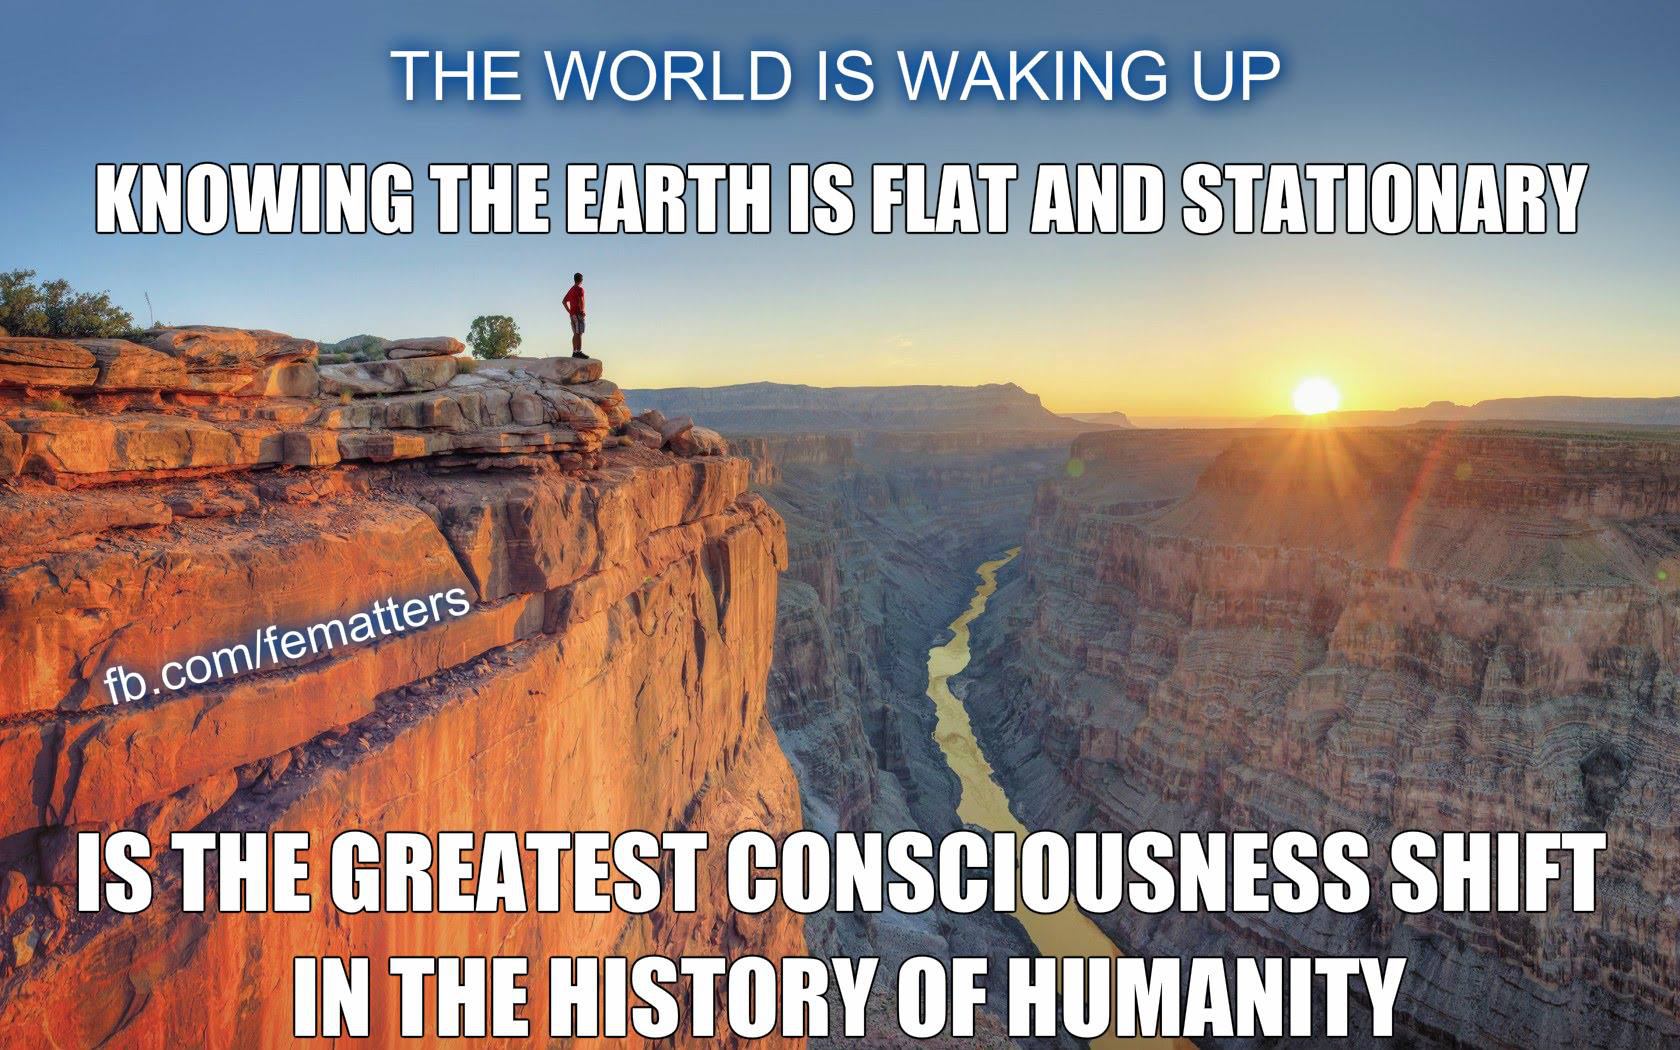 THE WORLD IS WAKING UP
KNOWING THE EARTH IS FLAT AND STATIONARY
fb.com/fematters
IS THE GREATEST CONSCIOUSNESS SHIFT
IN THE HISTORY OF HUMANITY